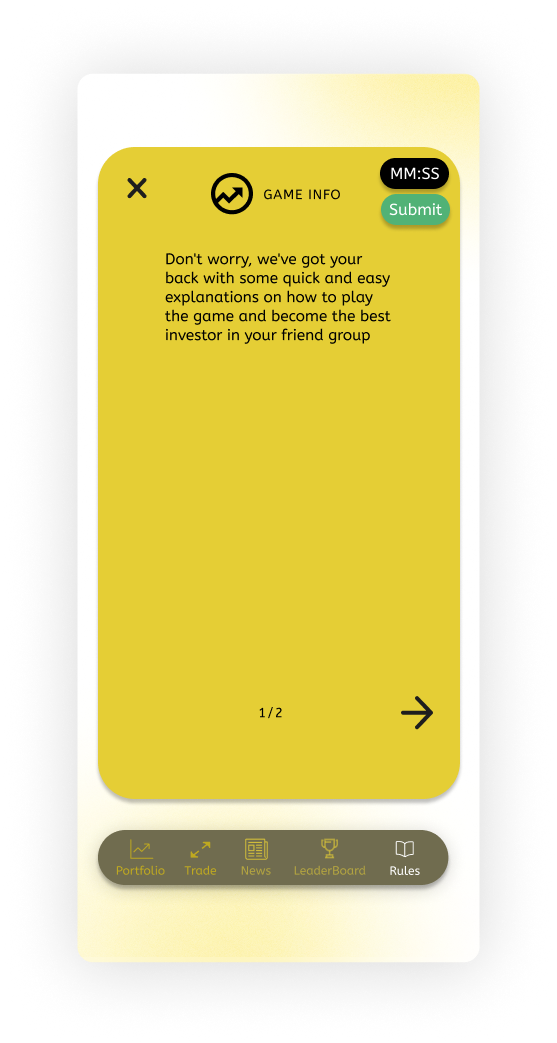 GAME INFO
MM:SS
Submit
Don't worry, we've got your
back with some quick and easy
explanations on how to play
the game and become the best
investor in your friend group
1/2
Portfolio
Trade
News
LeaderBoard
Rules